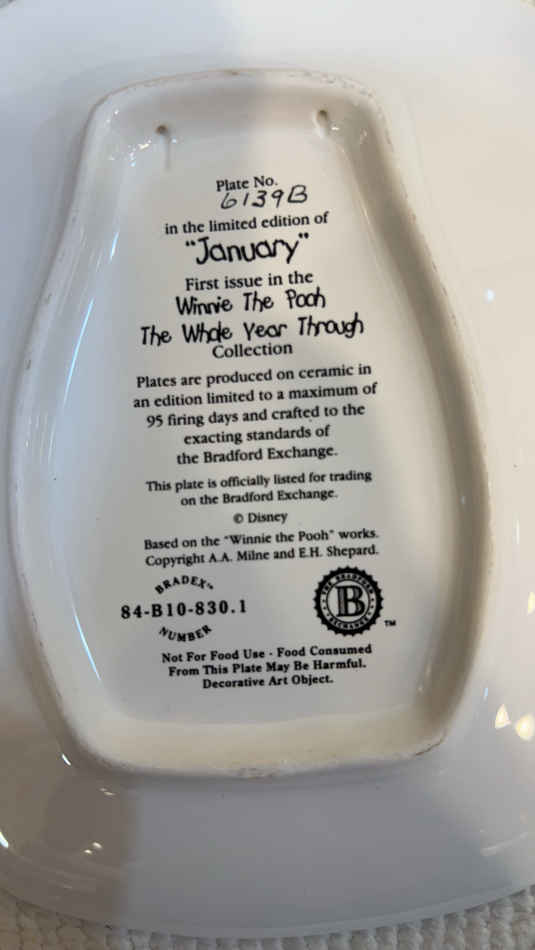 Plate No.
6139B
in the limited edition of
"January"
First issue in the
Winnie The Pooh
The Whole Year Through
Collection
Plates are produced on ceramic in
an edition limited to a maximum of
95 firing days and crafted to the
exacting standards of
the Bradford Exchange.
This plate is officially listed for trading
on the Bradford Exchange.
© Disney
Based on the "Winnie the Pooh" works.
Copyright A.A. Milne and E.H. Shepard.
BRADEX™
84-B10-830.1
NUMBER
THE BRADFORD
B
EXCHANGE
™
Not For Food Use - Food Consumed
From This Plate May Be Harmful.
Decorative Art Object.